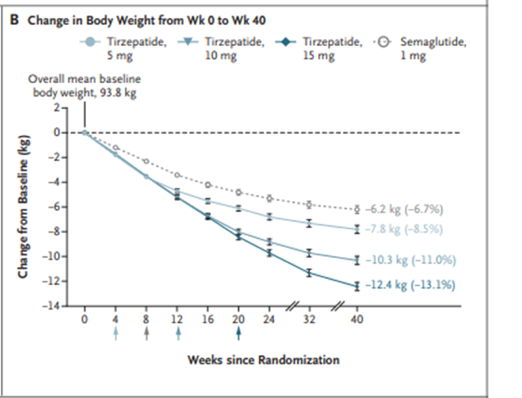 B Change in Body Weight from Wk 0 to Wk 40
Tirzepatide, 5 mg
Tirzepatide, 10 mg
Tirzepatide, 15 mg
Semaglutide, 1 mg
Overall mean baseline
body weight, 93.8 kg
Change from Baseline (kg)
2
0
−2
−4
−6
−8
−10
−12
−14
−6.2 kg (−6.7%)
−7.8 kg (−8.5%)
−10.3 kg (−11.0%)
−12.4 kg (−13.1%)
0 4 8 12 16 20 24 32 40
Weeks since Randomization